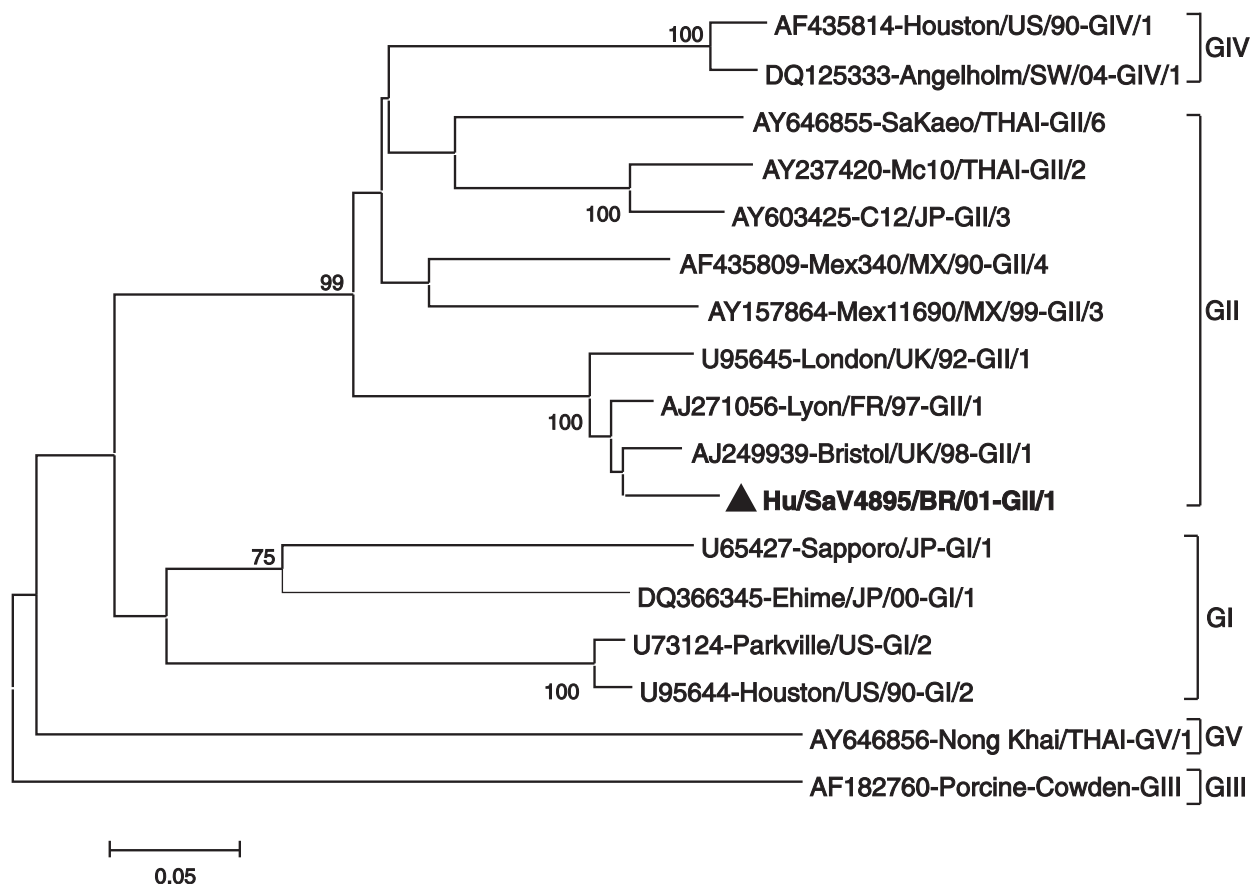 100
AF435814-Houston/US/90-GIV/1
DQ125333-Angelholm/SW/04-GIV/1
GIV
AY646855-SaKaeo/THAI-GII/6
AY237420-Mc10/THAI-GII/2
100
AY603425-C12/JP-GII/3
AF435809-Mex340/MX/90-GII/4
99
AY157864-Mex11690/MX/99-GII/3
GII
U95645-London/UK/92-GII/1
AJ271056-Lyon/FR/97-GII/1
100
AJ249939-Bristol/UK/98-GII/1
Hu/SaV4895/BR/01-GII/1
75
U65427-Sapporo/JP-GI/1
DQ366345-Ehime/JP/00-GI/1
GI
U73124-Parkville/US-GI/2
100
U95644-Houston/US/90-GI/2
AY646856-Nong Khai/THAI-GV/1
GV
AF182760-Porcine-Cowden-GIII
GIII
0.05